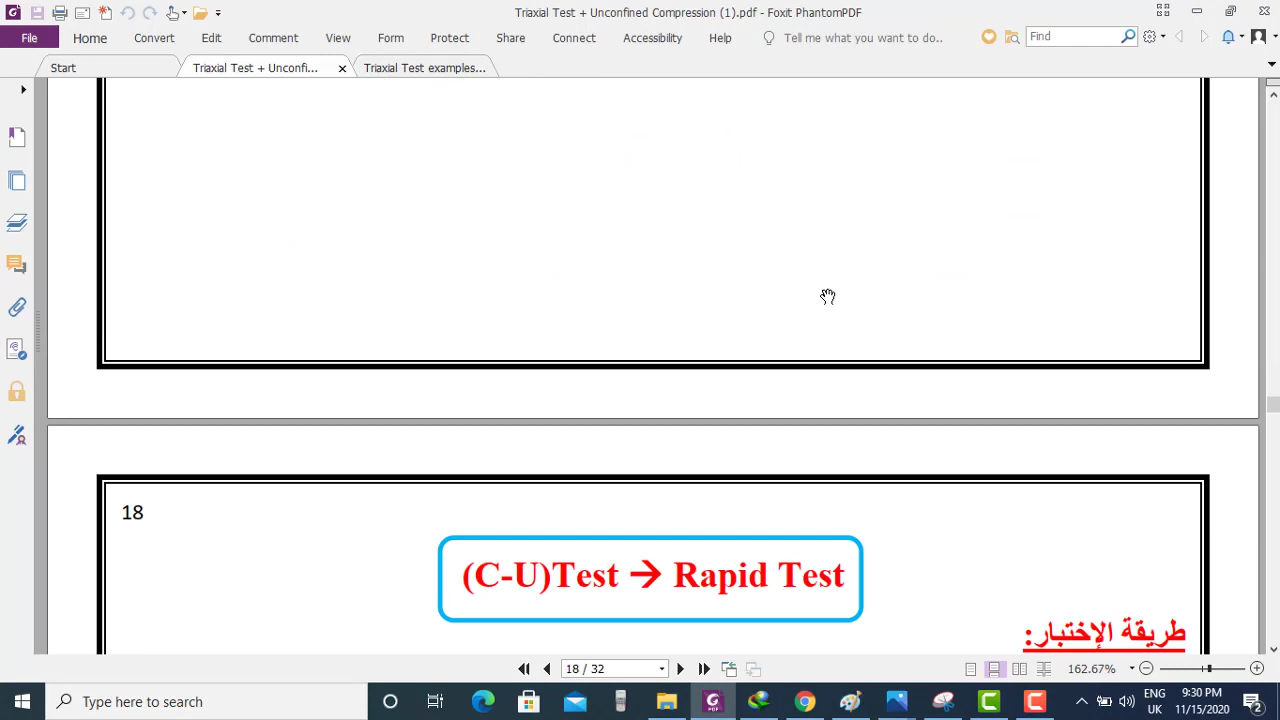 Triaxial Test + Unconfined Compression (1).pdf - Foxit PhantomPDF
File Home Convert Edit Comment View Form Protect Share Connect Accessibility Help Tell me what you want to do.. Find
Start Triaxial Test + Unconfi... Triaxial Test examples...
18
(C-U)Test → Rapid Test
طريقة الإختبار:
18 / 32 162.67%
Type here to search
ENG
UK
9:30 PM
11/15/2020
2